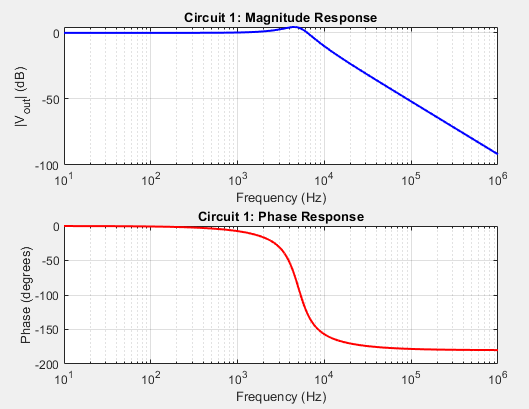 Circuit 1: Magnitude Response
|V_out| (dB)
0
-50
-100
10^1 10^2 10^3 10^4 10^5 10^6
Frequency (Hz)
Circuit 1: Phase Response
Phase (degrees)
0
-50
-100
-150
-200
10^1 10^2 10^3 10^4 10^5 10^6
Frequency (Hz)